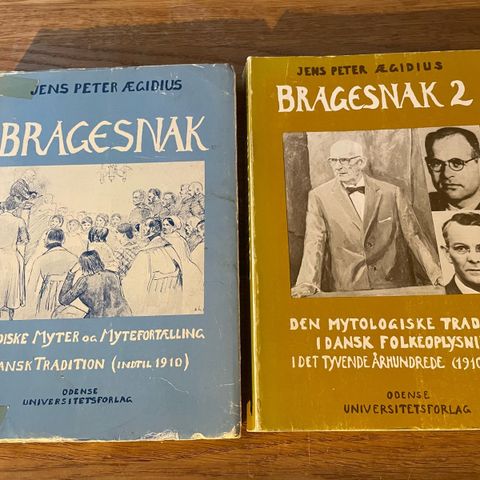 JENS PETER ÆGIDIUS
BRAGESNAK
DISKE MYTER OG MYTEFORTÆLLING
ANSK TRADITION (INDTIL 1910)
ODENSE
UNIVERSITETSFORLAG
JENS PETER ÆGIDIUS
BRAGESNAK 2
DEN MYTOLOGISKE TRAD
I DANSK FOLKEOPLYSNI
I DET TYVENDE ÅRHUNDREDE (1910
ODENSE
UNIVERSITETSFORLAG